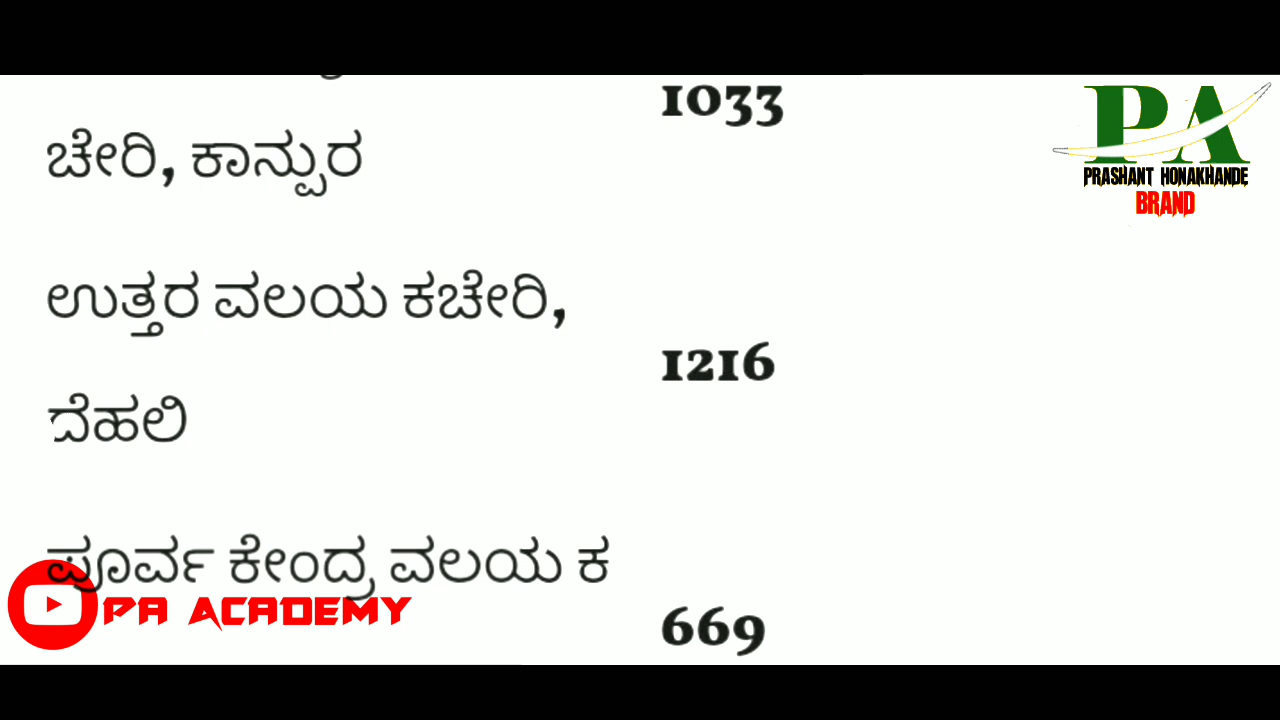 1033
ಚೇರಿ, ಕಾನ್ಪುರ
ಉತ್ತರ ವಲಯ ಕಚೇರಿ,
1216
ದೆಹಲಿ
ಪೂರ್ವ ಕೇಂದ್ರ ವಲಯ ಕ
669
PA
PRASHANT HONAKHANDE
BRAND
PA ACADEMY